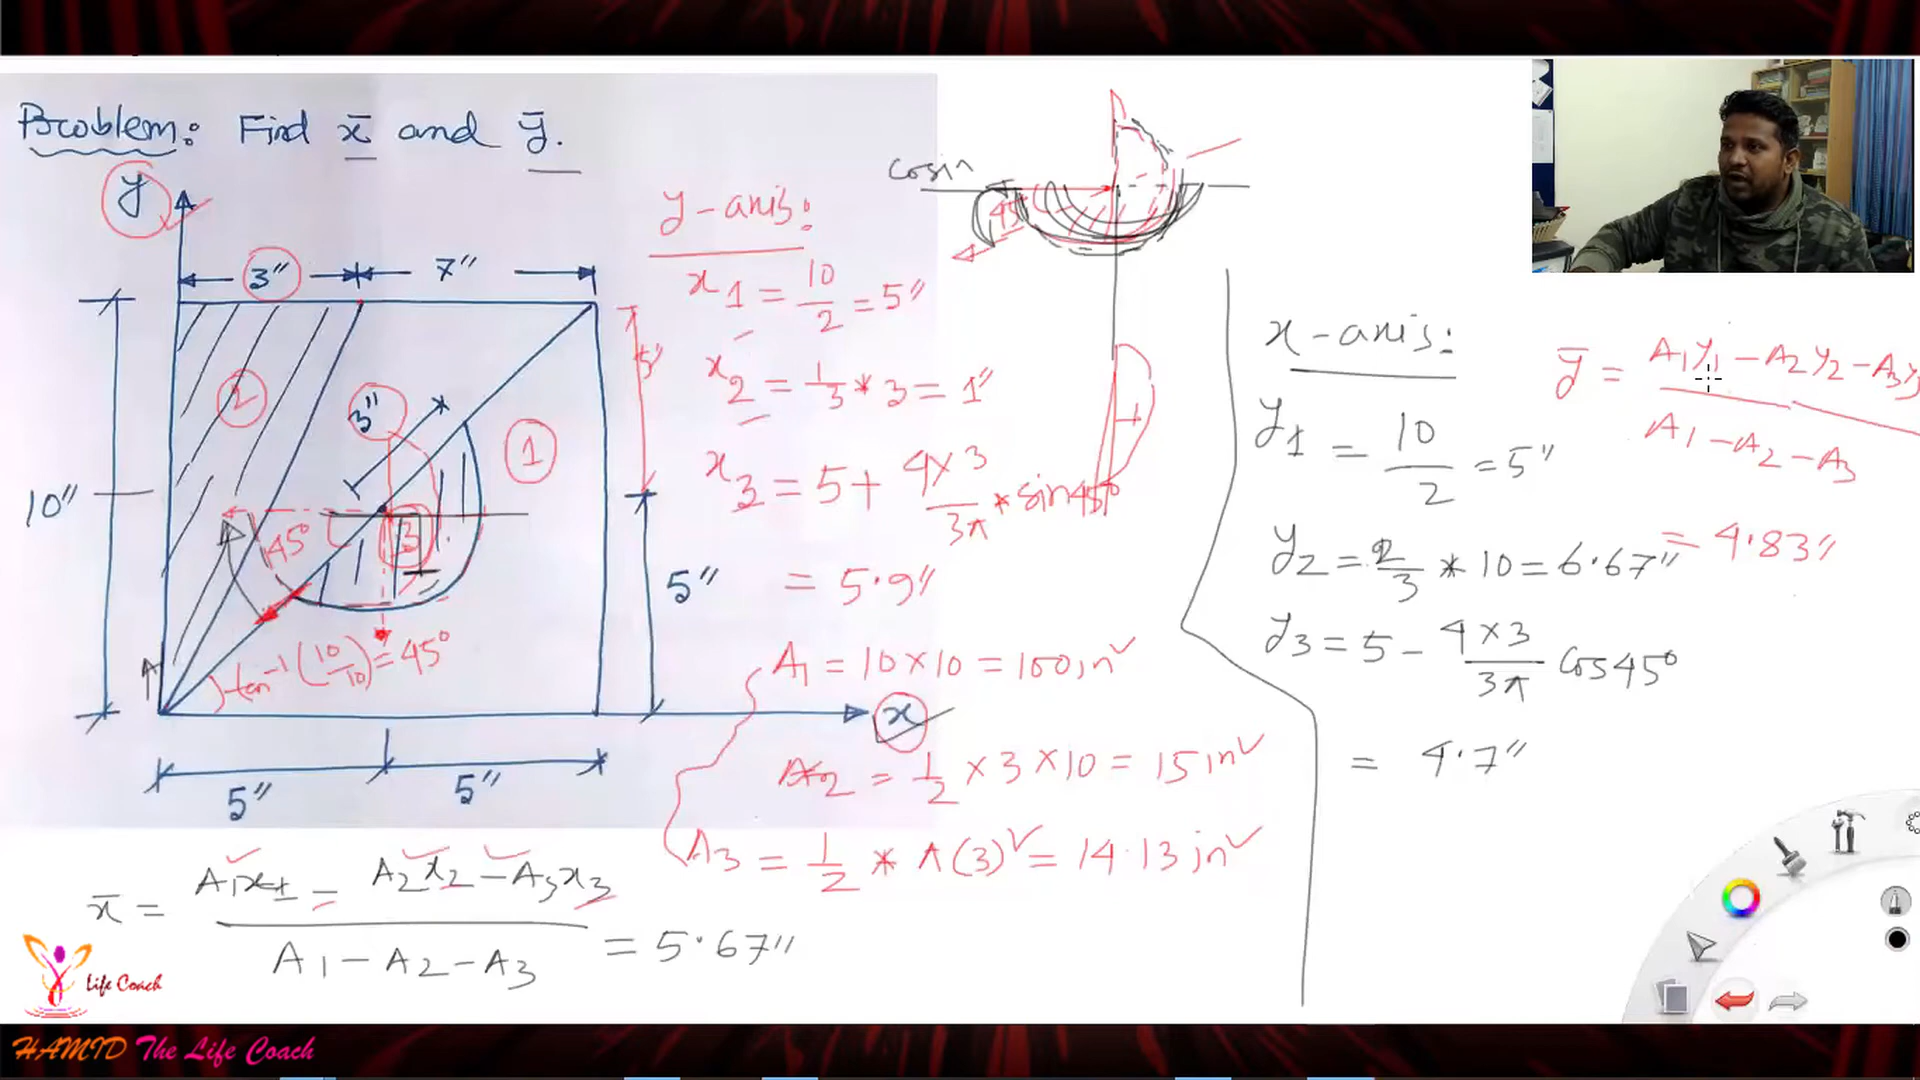 Problem: Find x̄ and ȳ.
y
3" 7"
2
3"
1
10"
45°
3
5"
5"
tan⁻¹(10/10) = 45°
A
x
5" 5"
y-axis:
x1 = 10/2 = 5"
x2 = 1/3 * 3 = 1"
x3 = 5 + 4×3/3π * sin45°
= 5.9"
A1 = 10×10 = 100 in²
A2 = 1/2 × 3 × 10 = 15 in²
A3 = 1/2 * π(3)² = 14.13 in²
x̄ = A1x1 - A2x2 - A3x3 / A1 - A2 - A3 = 5.67"
cosin
45
x-axis:
y1 = 10/2 = 5"
y2 = 2/3 * 10 = 6.67"
y3 = 5 - 4×3/3π cos45°
= 4.7"
ȳ = A1y1 - A2y2 - A3y / A1 - A2 - A3
= 4.83"
Life Coach
HAMID The Life Coach